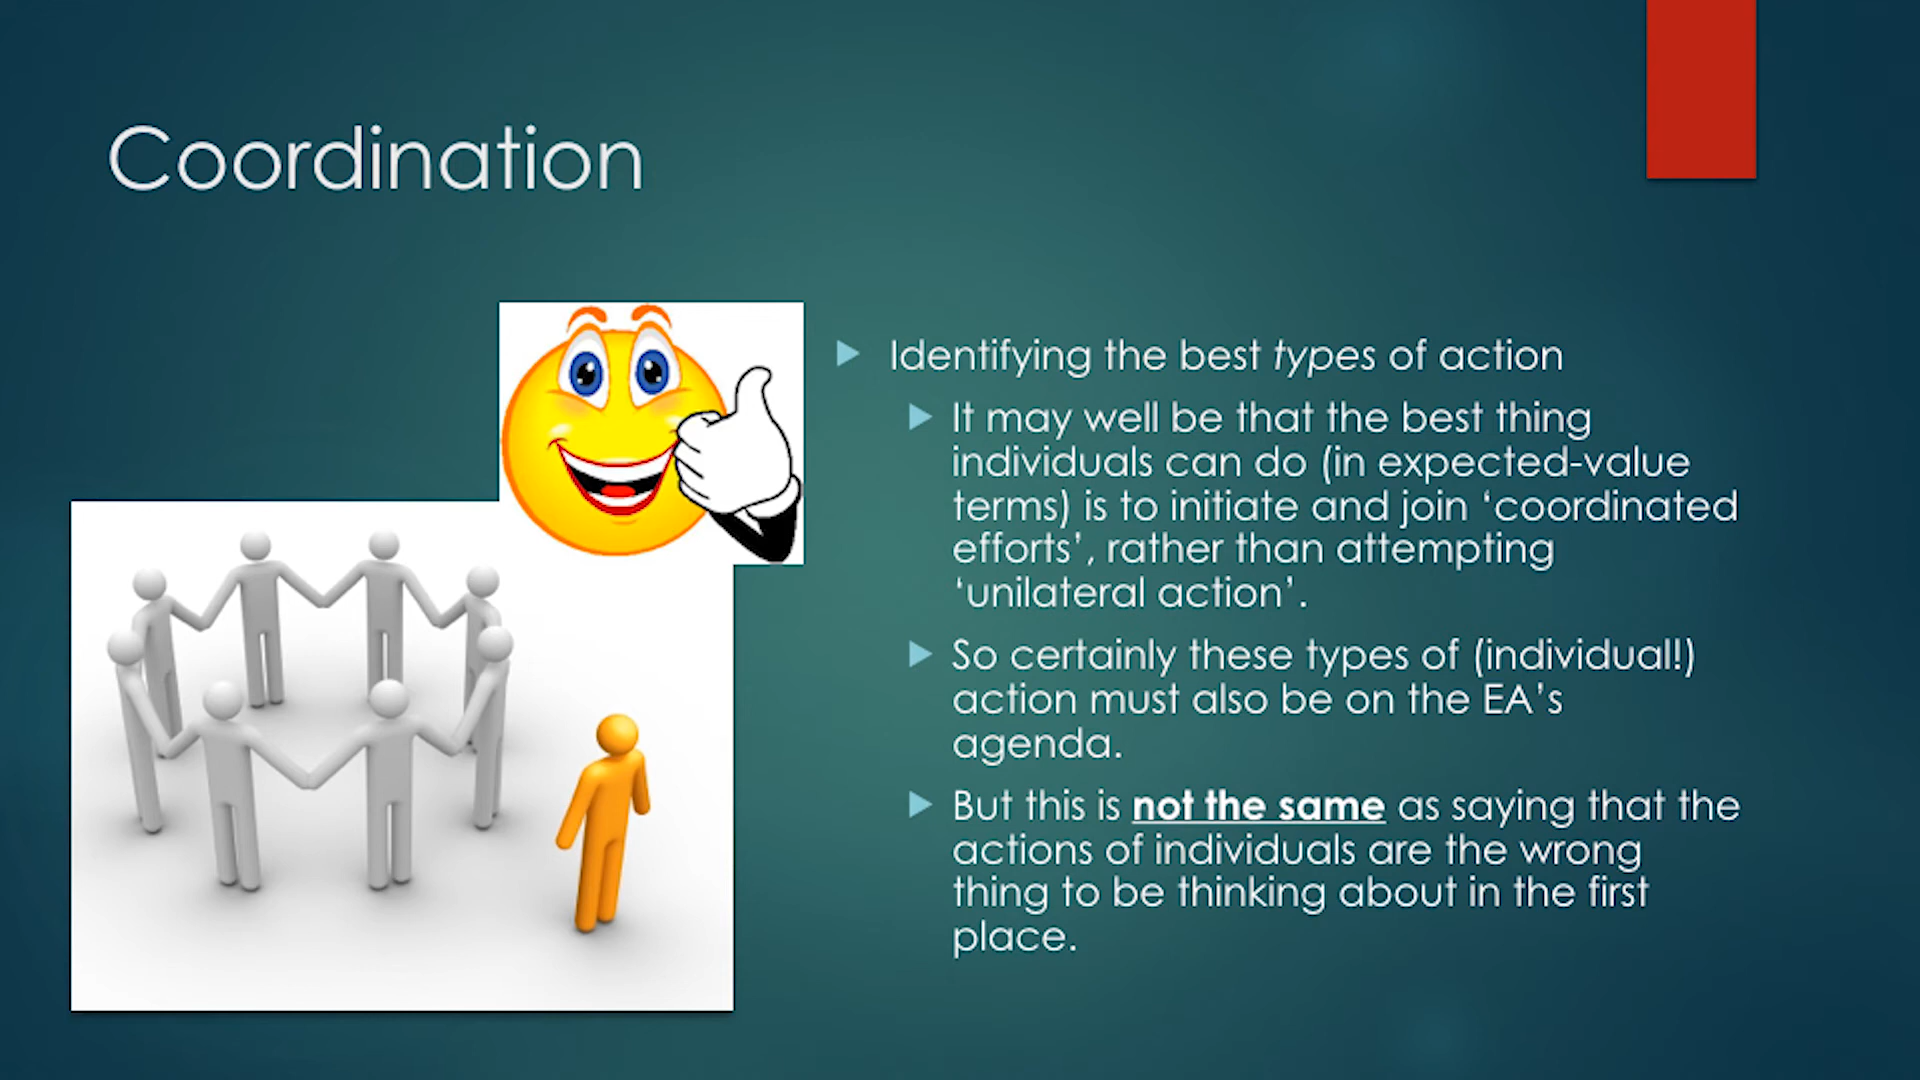 Coordination
Identifying the best types of action
It may well be that the best thing
individuals can do (in expected-value
terms) is to initiate and join ‘coordinated
efforts’, rather than attempting
‘unilateral action’.
So certainly these types of (individual!)
action must also be on the EA’s
agenda.
But this is not the same as saying that the
actions of individuals are the wrong
thing to be thinking about in the first
place.